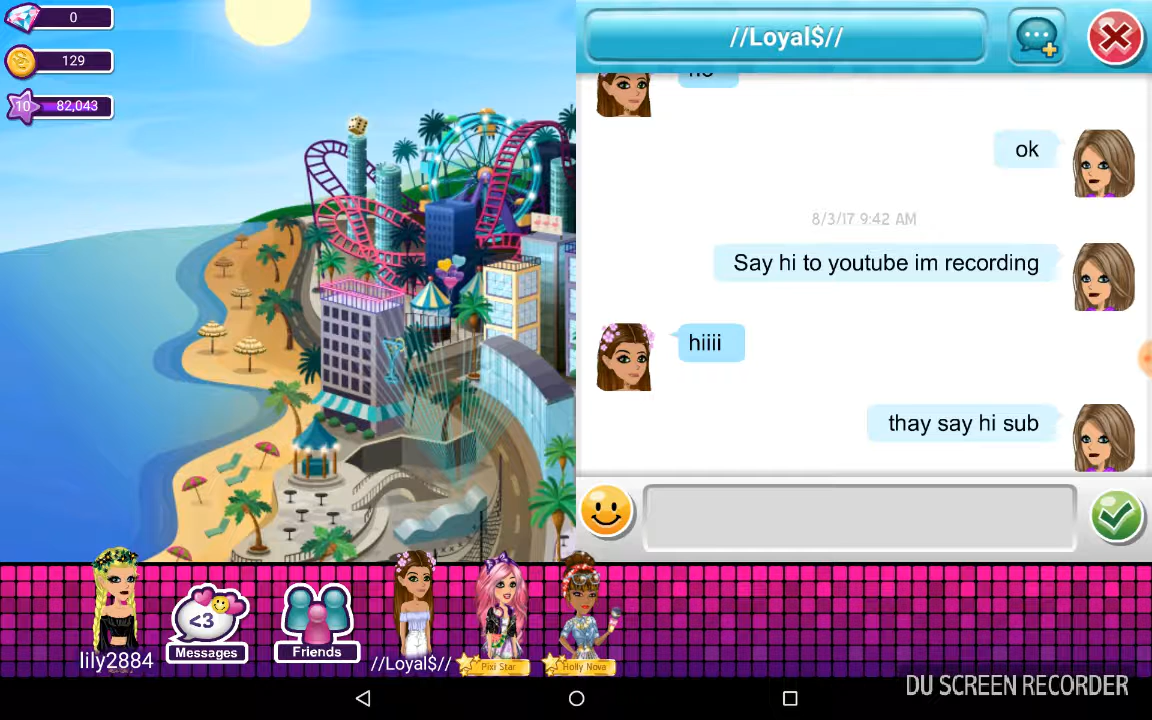 0
129
10
82,043
//Loyal$//
ok
8/3/17 9:42 AM
Say hi to youtube im recording
hiiii
thay say hi sub
<3
Messages
Friends
lily2884
//Loyal$//
Pixi Star
Holly Nova
DU SCREEN RECORDER